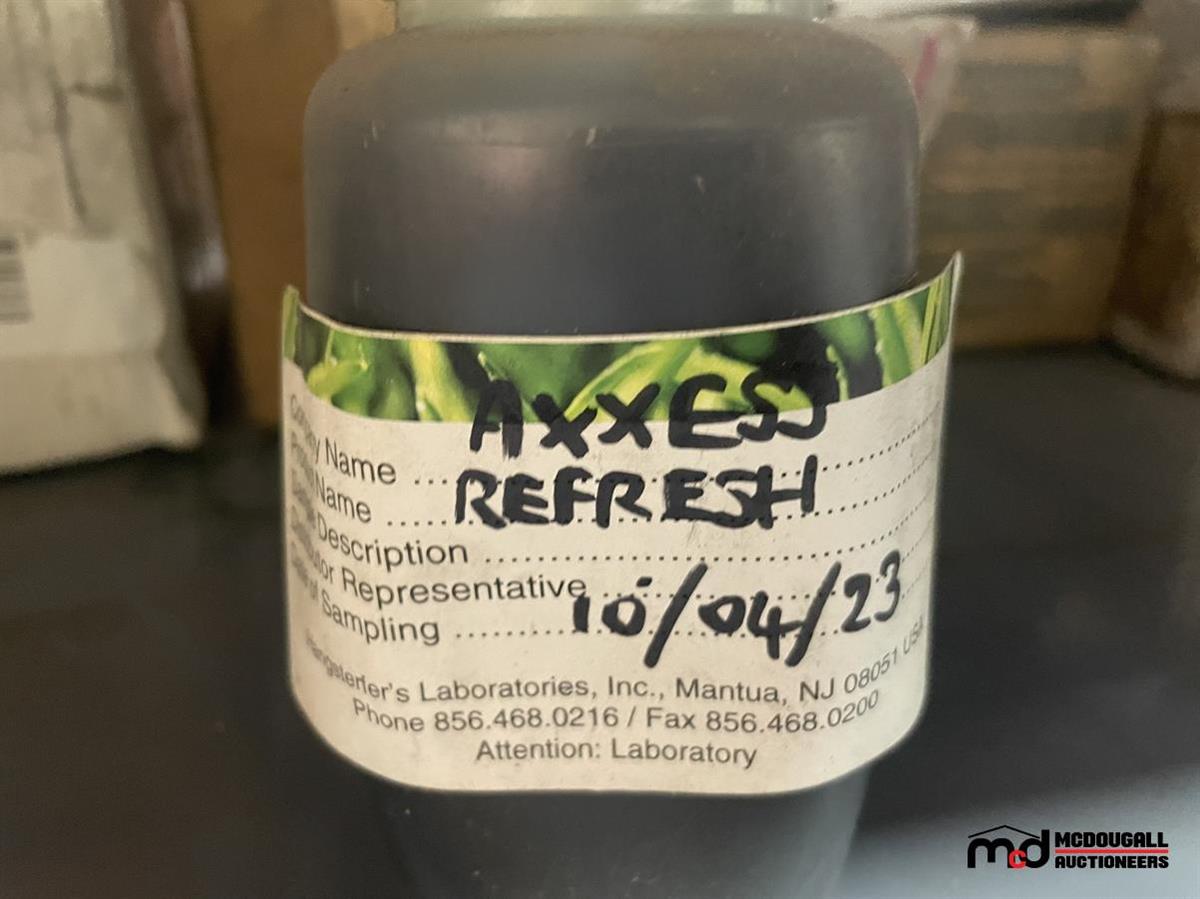 AXXESS
Name ........
REFRESH
Name ........
Description ........
Representative ........
Sampling ........ 10/04/23
Laboratories, Inc., Mantua, NJ 08051 USA
Phone 856.468.0216 / Fax 856.468.0200
Attention: Laboratory
mcd MCDOUGALL
AUCTIONEERS